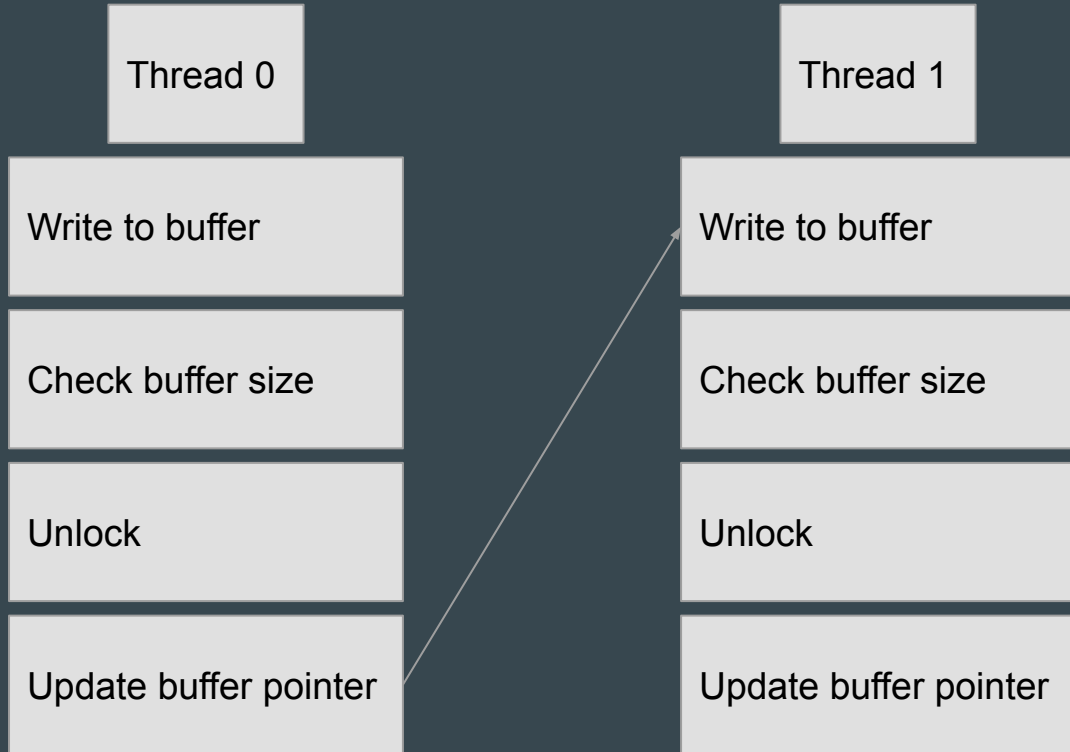 Thread 0
Write to buffer
Check buffer size
Unlock
Update buffer pointer
Thread 1
Write to buffer
Check buffer size
Unlock
Update buffer pointer